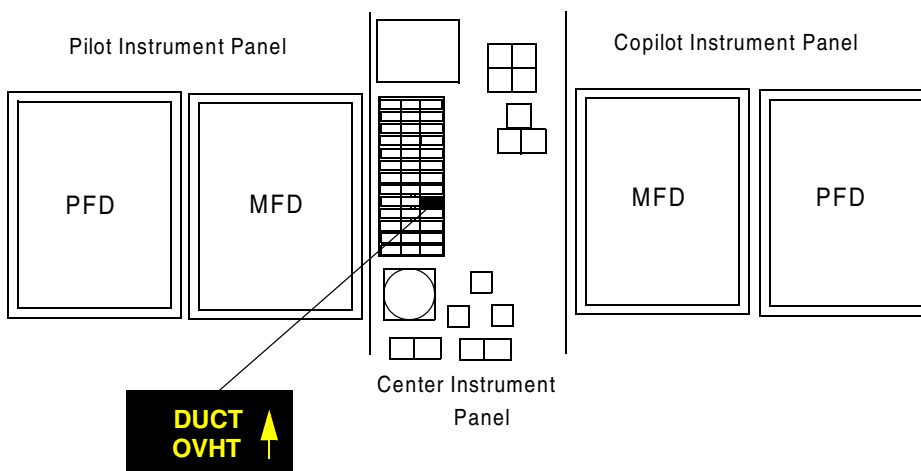 Pilot Instrument Panel
Copilot Instrument Panel
PFD
MFD
MFD
PFD
Center Instrument
Panel
DUCT
OVHT